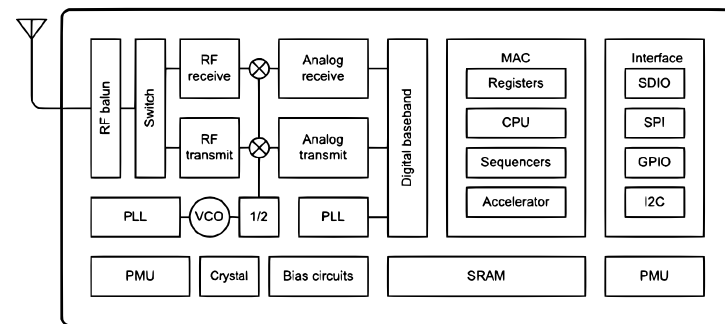 RF balun
Switch
RF
receive
RF
transmit
Analog
receive
Analog
transmit
Digital baseband
PLL
VCO
1/2
PLL
MAC
Registers
CPU
Sequencers
Accelerator
Interface
SDIO
SPI
GPIO
I2C
PMU
Crystal
Bias circuits
SRAM
PMU